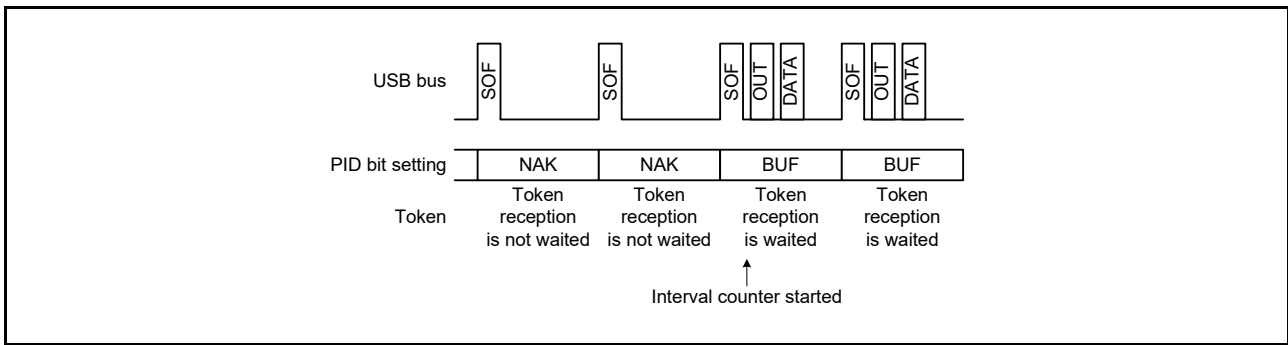 USB bus
SOF
SOF
SOF
OUT
DATA
SOF
OUT
DATA
PID bit setting
NAK
NAK
BUF
BUF
Token
Token
reception
is not waited
Token
reception
is not waited
Token
reception
is waited
Token
reception
is waited
Interval counter started